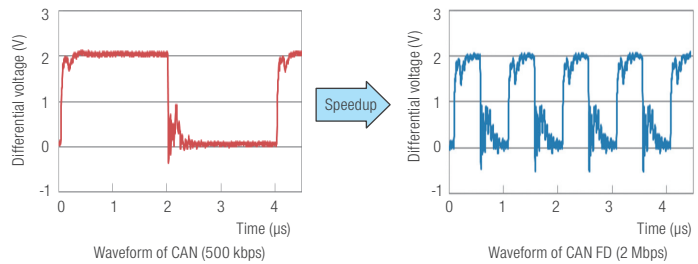 Differential voltage (V)
3
2
1
0
-1
0 1 2 3 4
Time (µs)
Waveform of CAN (500 kbps)
Speedup
Differential voltage (V)
3
2
1
0
-1
0 1 2 3 4
Time (µs)
Waveform of CAN FD (2 Mbps)